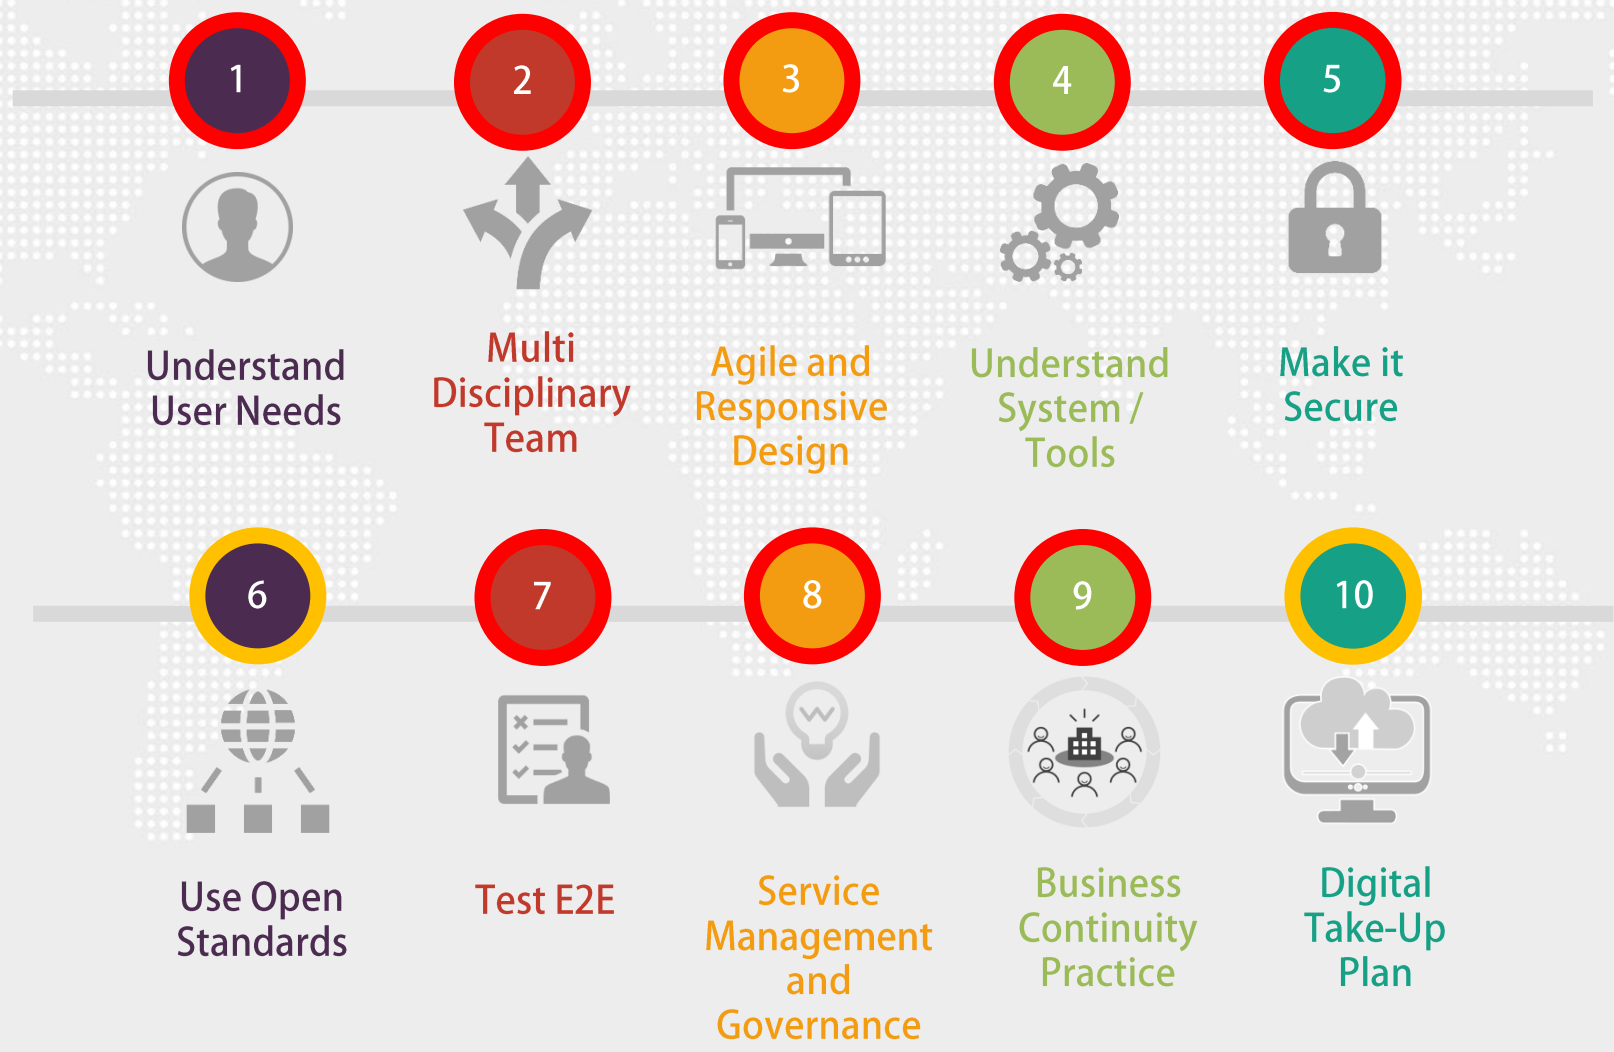 1
2
3
4
5
Understand
User Needs
Multi
Disciplinary
Team
Agile and
Responsive
Design
Understand
System /
Tools
Make it
Secure
6
7
8
9
10
Use Open
Standards
Test E2E
Service
Management
and
Governance
Business
Continuity
Practice
Digital
Take-Up
Plan